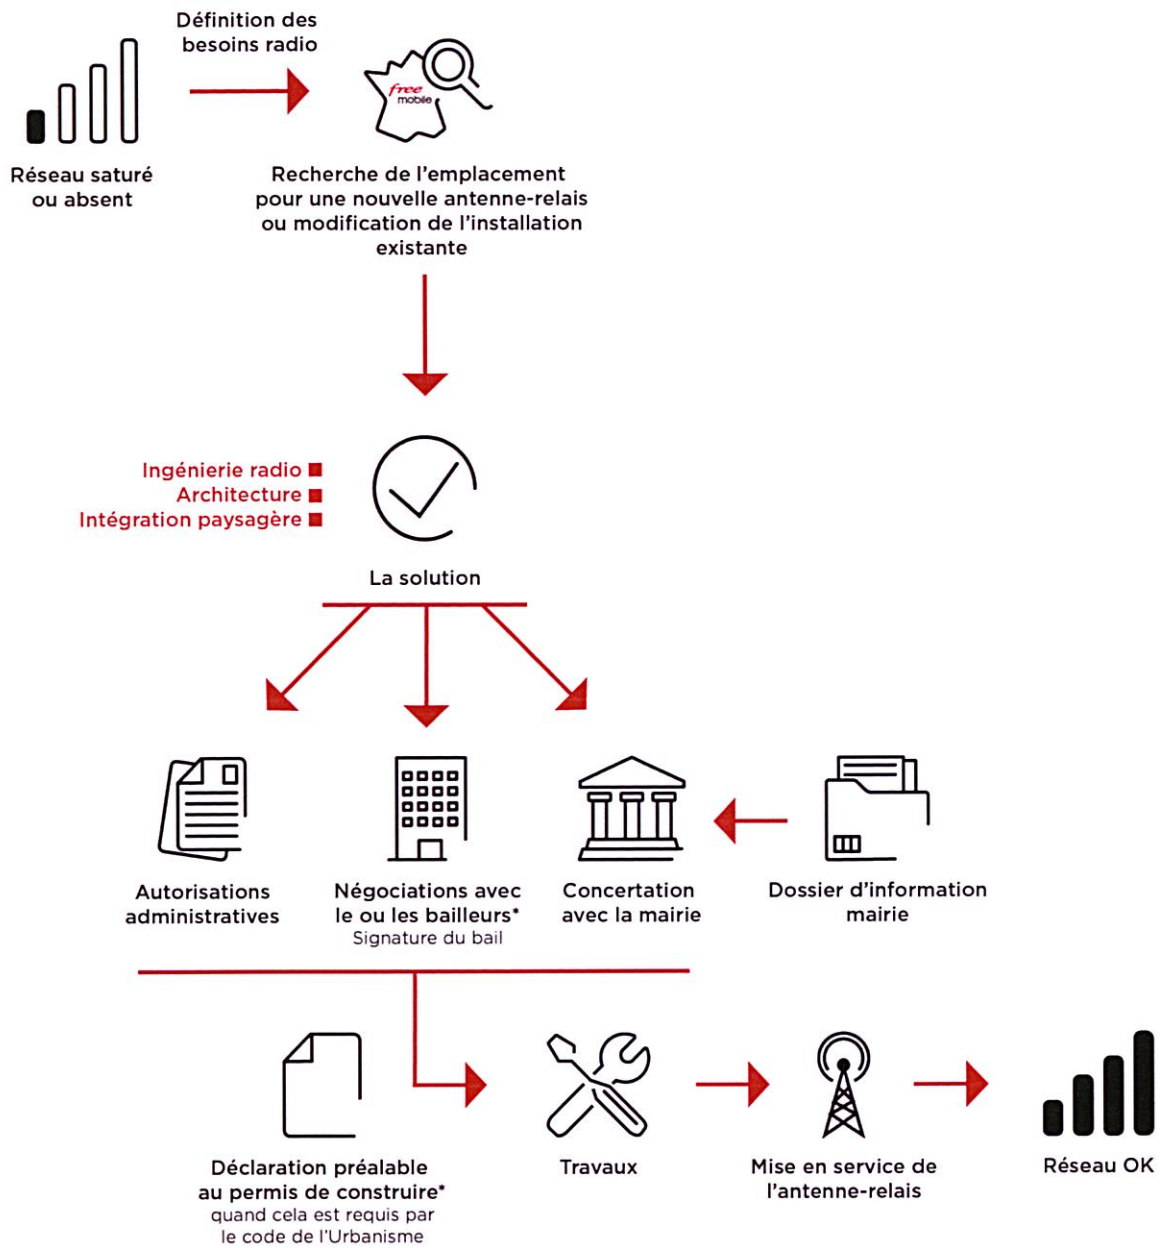 Définition des
besoins radio
free
mobile
Réseau saturé
ou absent
Recherche de l'emplacement
pour une nouvelle antenne-relais
ou modification de l'installation
existante
Ingénierie radio
Architecture
Intégration paysagère
La solution
Autorisations
administratives
Négociations avec
le ou les bailleurs*
Signature du bail
Concertation
avec la mairie
Dossier d'information
mairie
Déclaration préalable
au permis de construire*
quand cela est requis par
le code de l'Urbanisme
Travaux
Mise en service de
l'antenne-relais
Réseau OK